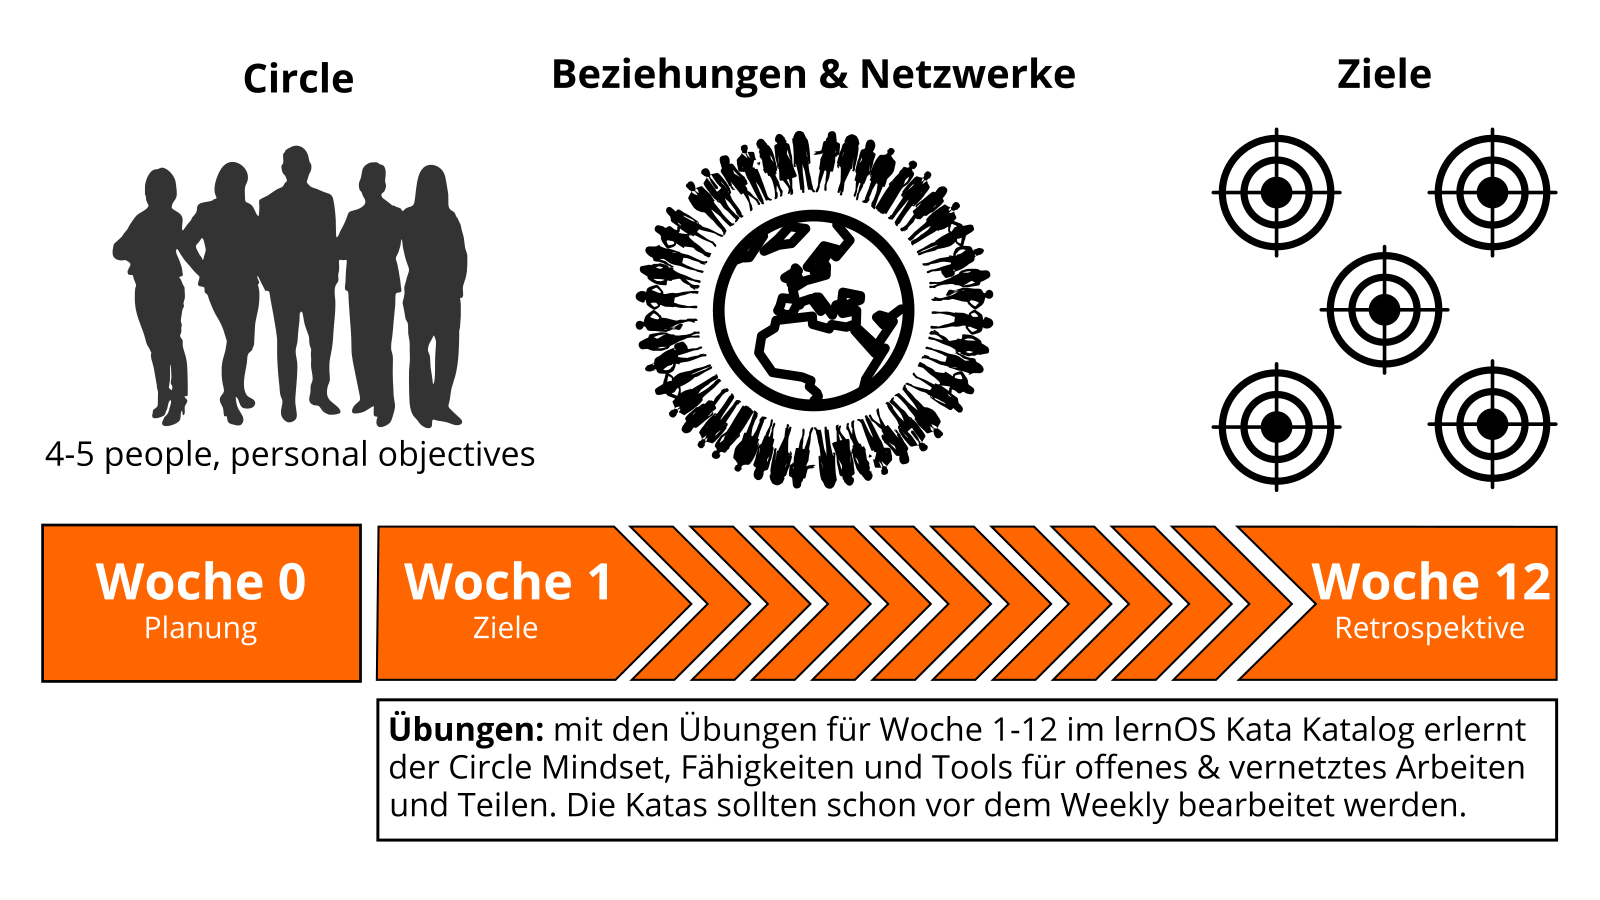 Circle
Beziehungen & Netzwerke
Ziele
4-5 people, personal objectives
Woche 0
Planung
Woche 1
Ziele
Woche 12
Retrospektive
Übungen: mit den Übungen für Woche 1-12 im lernOS Kata Katalog erlernt
der Circle Mindset, Fähigkeiten und Tools für offenes & vernetztes Arbeiten
und Teilen. Die Katas sollten schon vor dem Weekly bearbeitet werden.